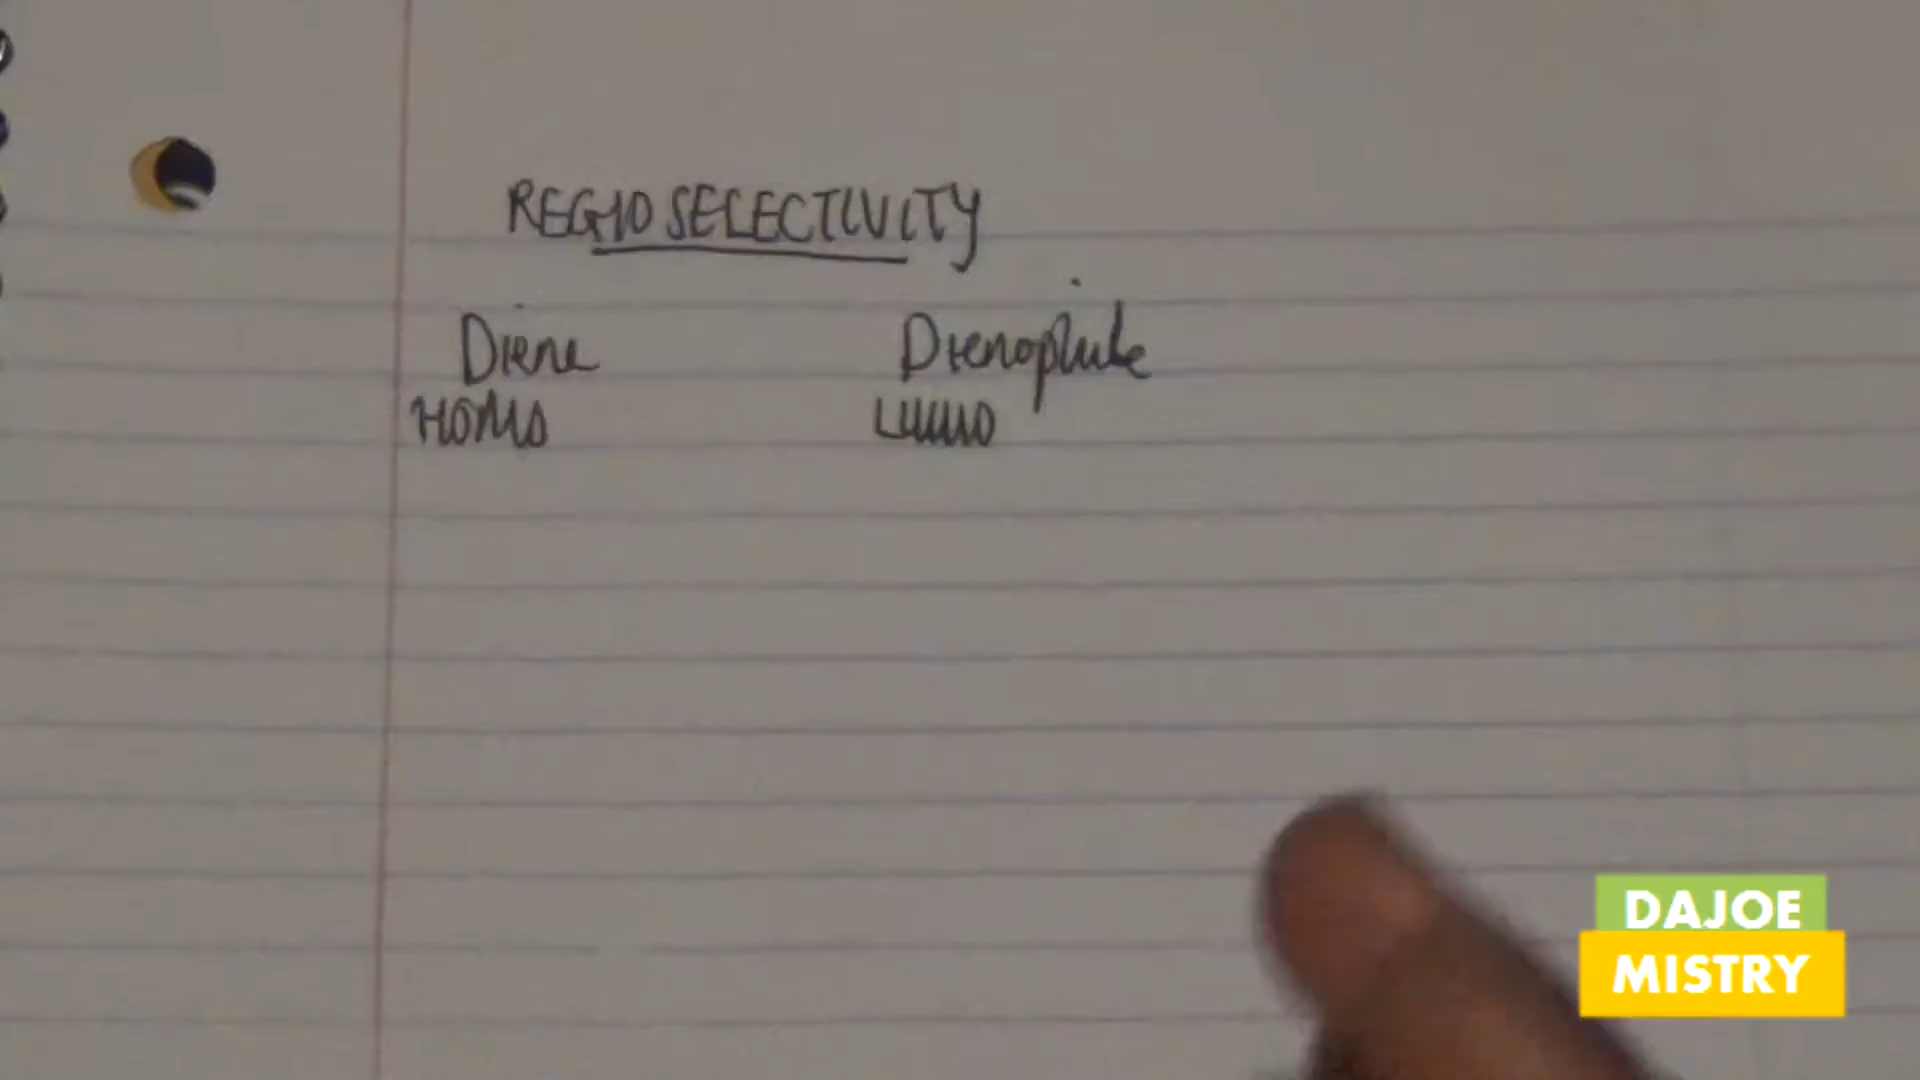 REGIOSELECTIVITY
Diene Dienophile
HOMO LUMO
DAJOE
MISTRY